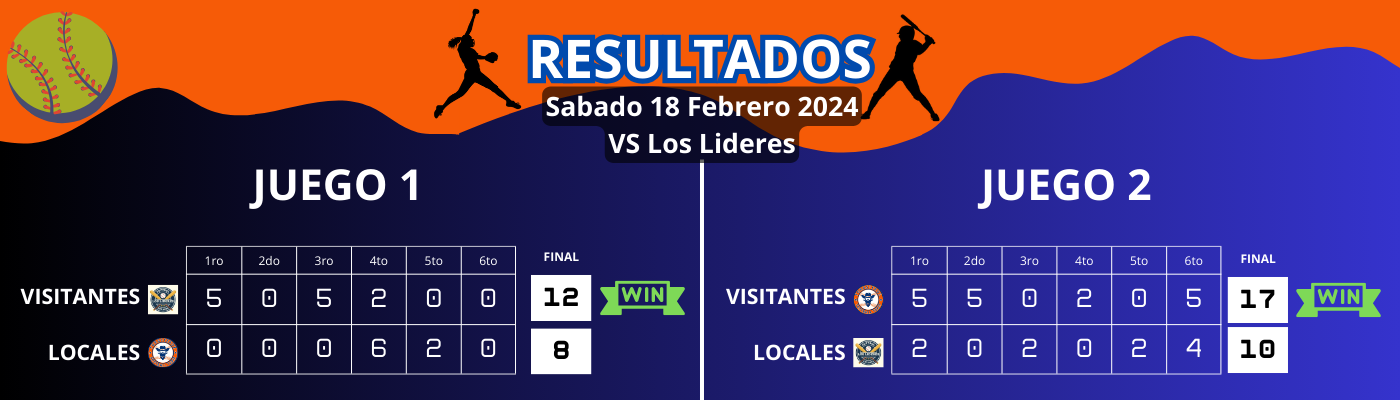 RESULTADOS
Sabado 18 Febrero 2024
VS Los Lideres
JUEGO 1
1ro 2do 3ro 4to 5to 6to FINAL
VISITANTES 5 0 5 2 0 0 12 WIN
LOCALES 0 0 0 6 2 0 8
JUEGO 2
1ro 2do 3ro 4to 5to 6to FINAL
VISITANTES 5 5 0 2 0 5 17 WIN
LOCALES 2 0 2 0 2 4 10